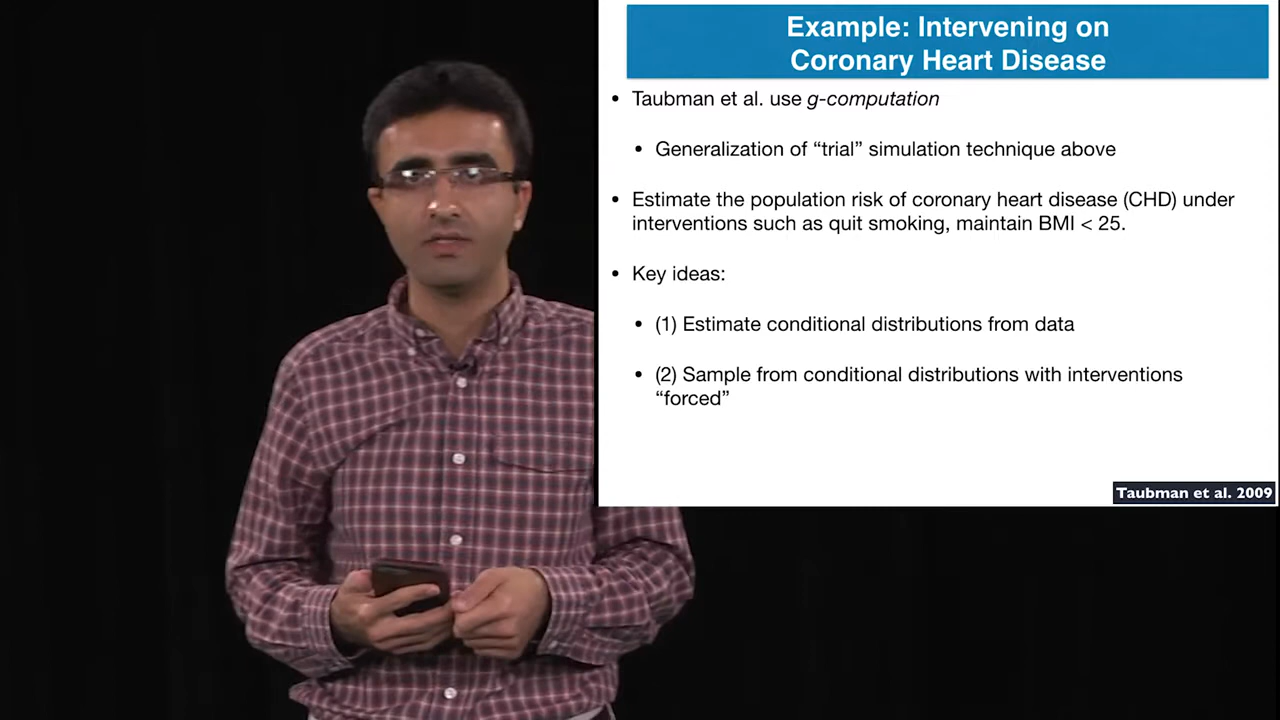 Example: Intervening on
Coronary Heart Disease
• Taubman et al. use g-computation
• Generalization of “trial” simulation technique above
• Estimate the population risk of coronary heart disease (CHD) under
interventions such as quit smoking, maintain BMI < 25.
• Key ideas:
• (1) Estimate conditional distributions from data
• (2) Sample from conditional distributions with interventions
“forced”
Taubman et al. 2009